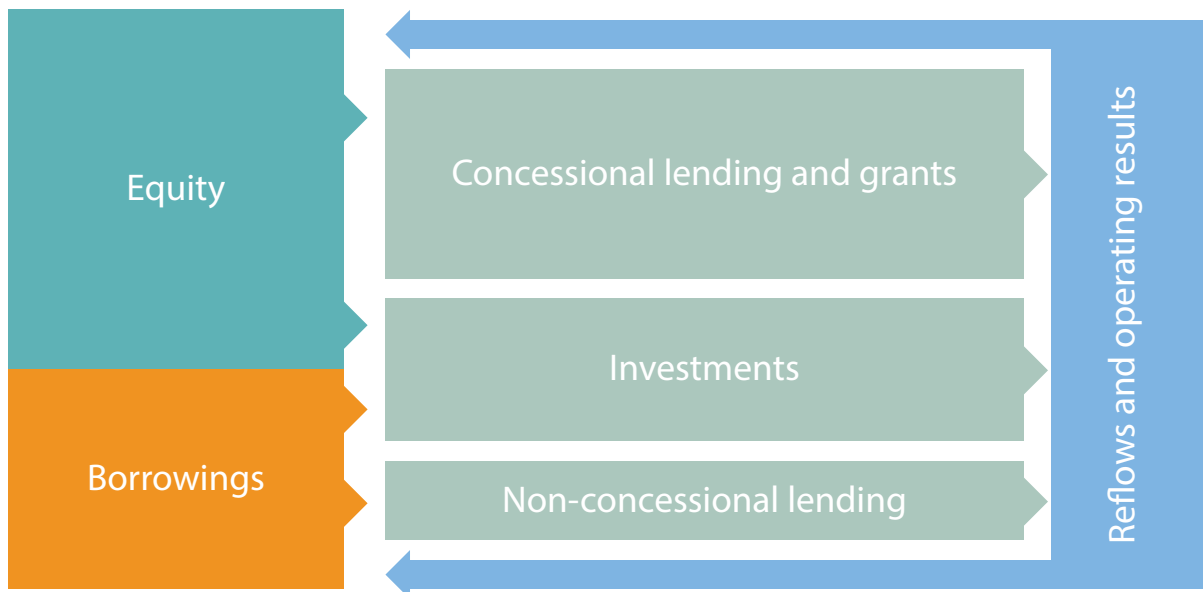 Equity
Borrowings
Concessional lending and grants
Investments
Non-concessional lending
Reflows and operating results